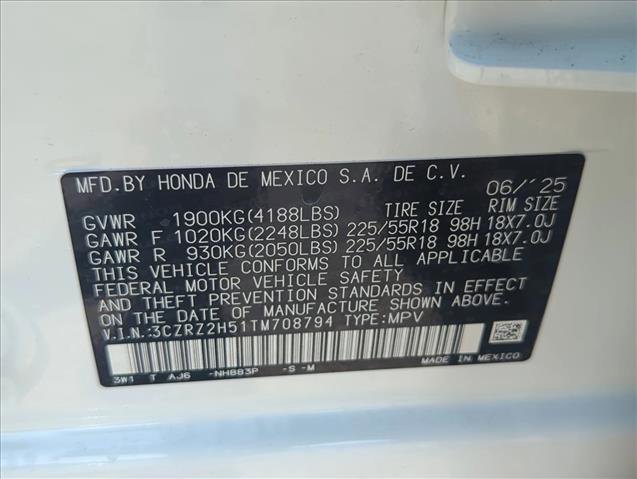 MFD.BY HONDA DE MEXICO S.A. DE C.V. 06/'25
GVWR 1900KG(4188LBS) TIRE SIZE RIM SIZE
GAWR F 1020KG(2248LBS) 225/55R18 98H 18X7.0J
GAWR R 930KG(2050LBS) 225/55R18 98H 18X7.0J
THIS VEHICLE CONFORMS TO ALL APPLICABLE
FEDERAL MOTOR VEHICLE SAFETY
AND THEFT PREVENTION STANDARDS IN EFFECT
ON THE DATE OF MANUFACTURE SHOWN ABOVE.
V.I.N.:3CZRZ2H51TM708794 TYPE:MPV
3W1 T AJ6 -NH883P -S -M MADE IN MEXICO